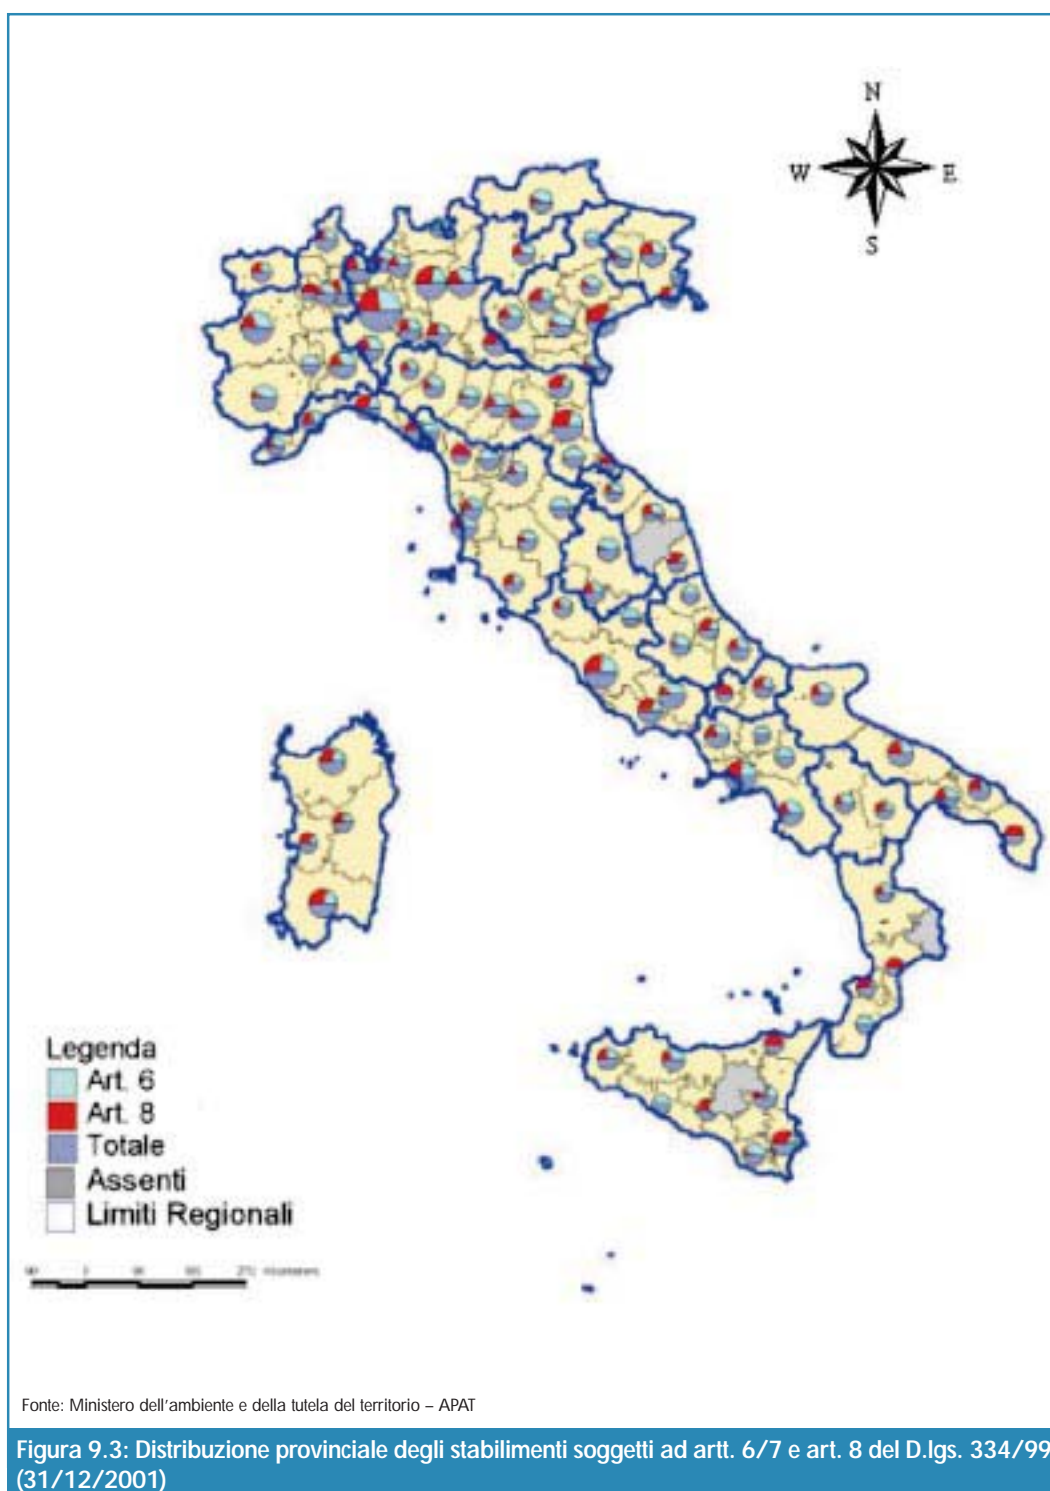 N
W
E
S
Legenda
Art. 6
Art. 8
Totale
Assenti
Limiti Regionali
Fonte: Ministero dell'ambiente e della tutela del territorio – APAT
Figura 9.3: Distribuzione provinciale degli stabilimenti soggetti ad artt. 6/7 e art. 8 del D.lgs. 334/99
(31/12/2001)